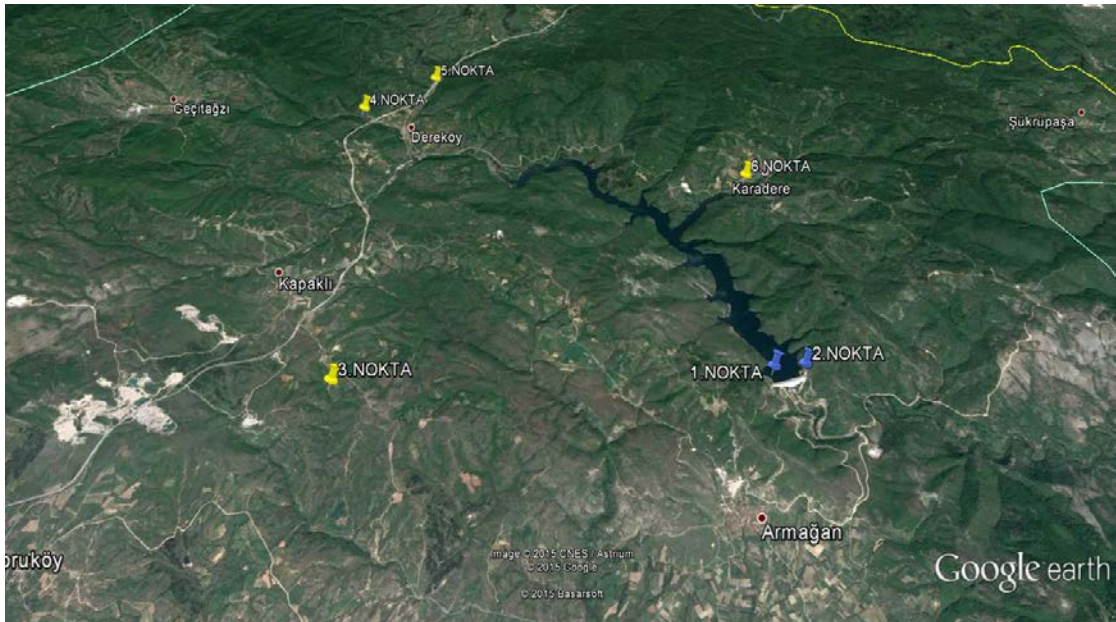 5.NOKTA
4.NOKTA
Geçitağzı
Dereköy
Şükrüpaşa
6.NOKTA
Karadere
Kapaklı
3.NOKTA
2.NOKTA
1.NOKTA
Armağan
oruköy
Image © 2015 CNES / Astrium
© 2015 Google
© 2015 Basarsoft
Google earth